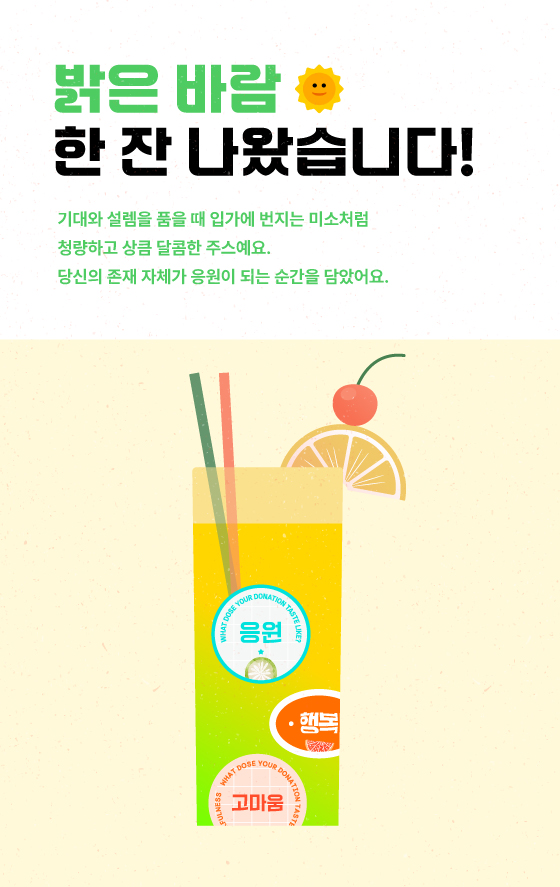 밝은 바람
한 잔 나왔습니다!
기대와 설렘을 품을 때 입가에 번지는 미소처럼
청량하고 상큼 달콤한 주스예요.
당신의 존재 자체가 응원이 되는 순간을 담았어요.
WHAT DOSE YOUR DONATION TASTE LIKE?
응원
행복
WHAT DOSE YOUR DONATION TASTE
고마움